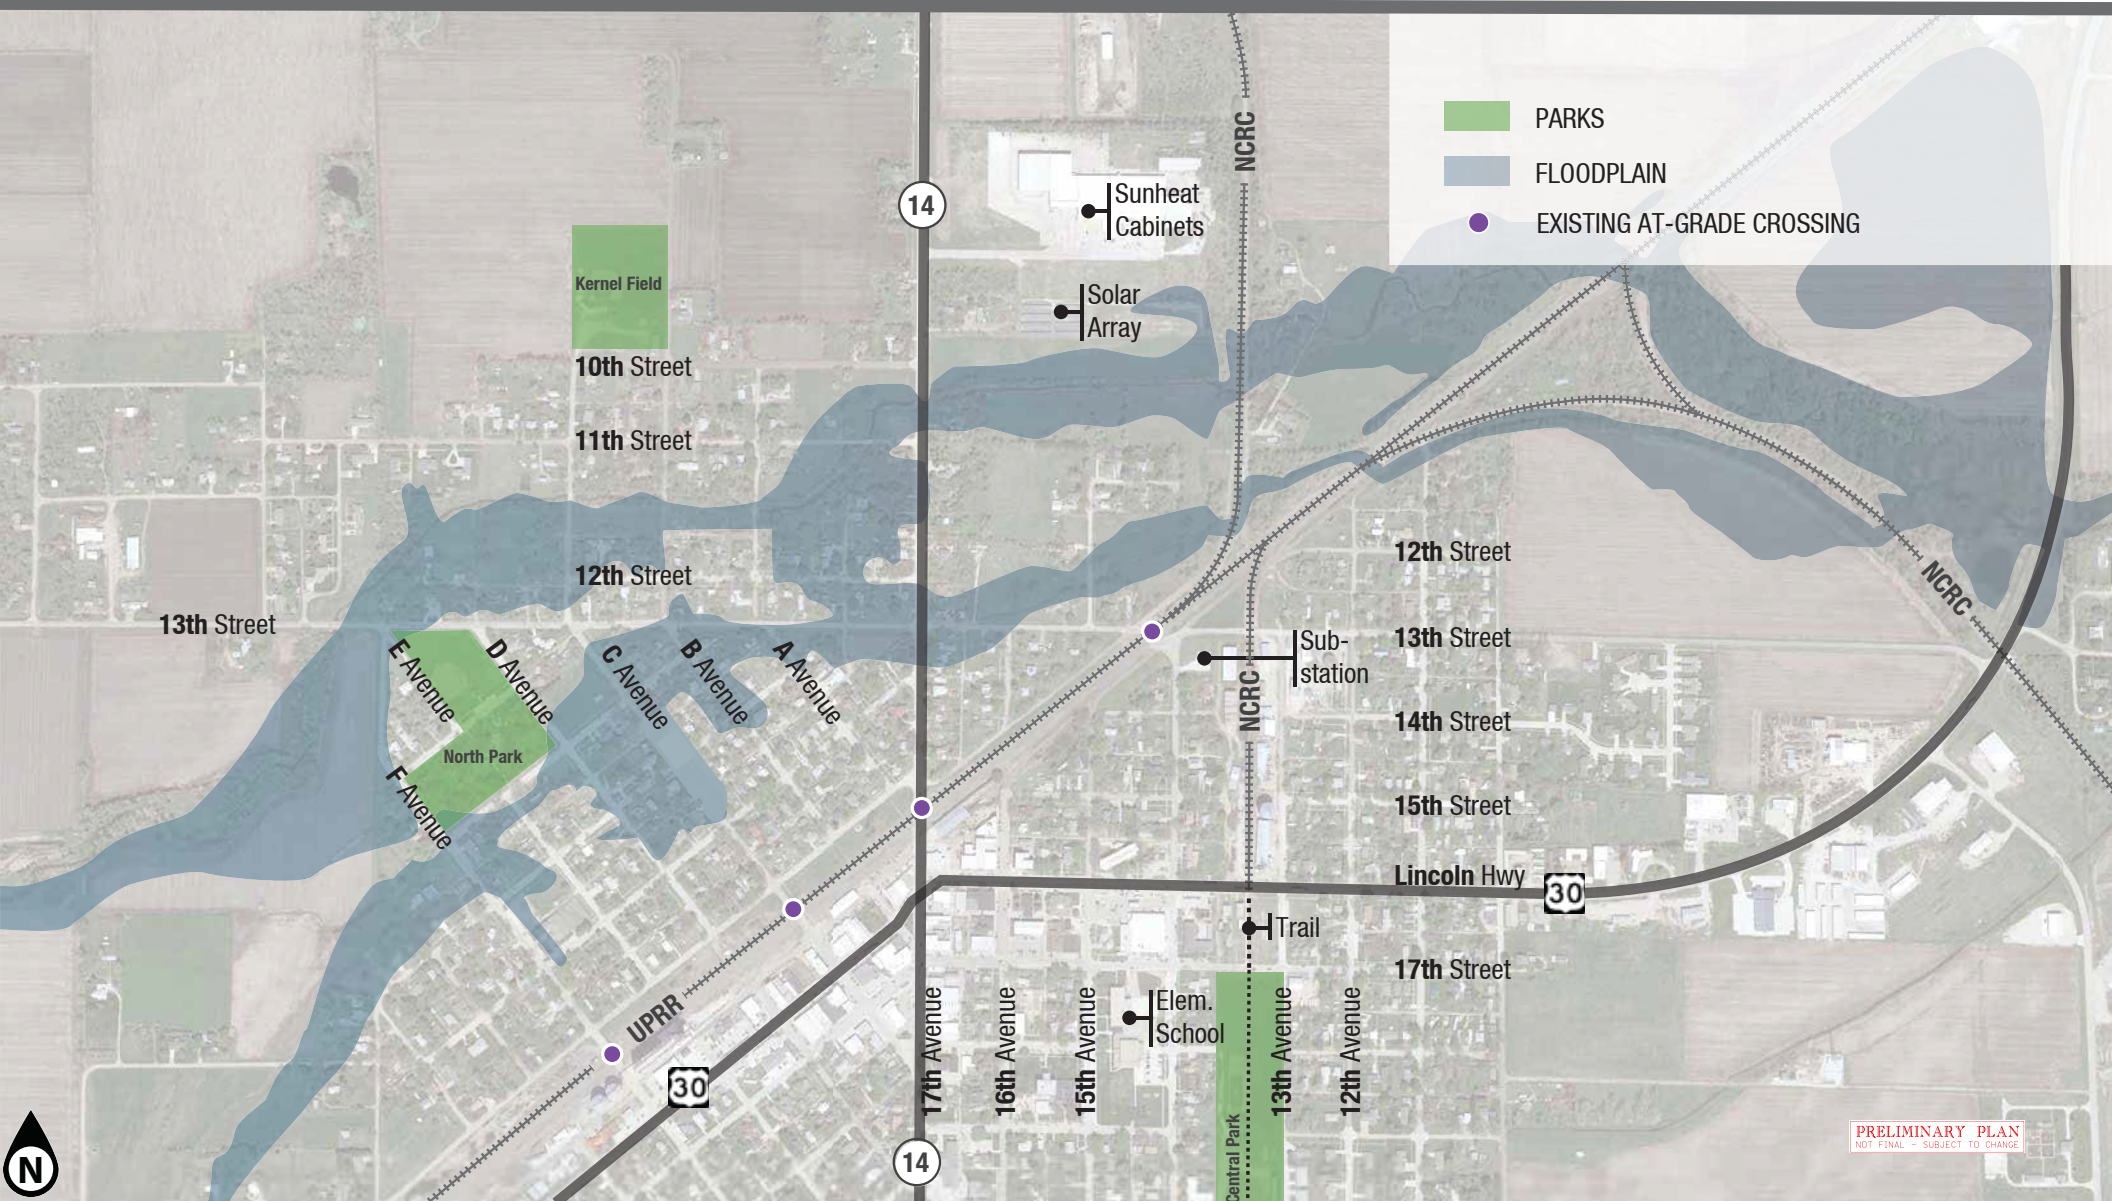 PARKS
FLOODPLAIN
EXISTING AT-GRADE CROSSING
NCRC
14
Sunheat
Cabinets
Kernel Field
Solar
Array
10th Street
11th Street
12th Street
12th Street
13th Street
NCRC
13th Street
Sub-
station
E Avenue
D Avenue
C Avenue
B Avenue
A Avenue
NCRC
14th Street
North Park
F Avenue
15th Street
Lincoln Hwy
30
Trail
17th Street
UPRR
Elem.
School
17th Avenue
16th Avenue
15th Avenue
13th Avenue
12th Avenue
30
Central Park
14
N
PRELIMINARY PLAN
NOT FINAL - SUBJECT TO CHANGE